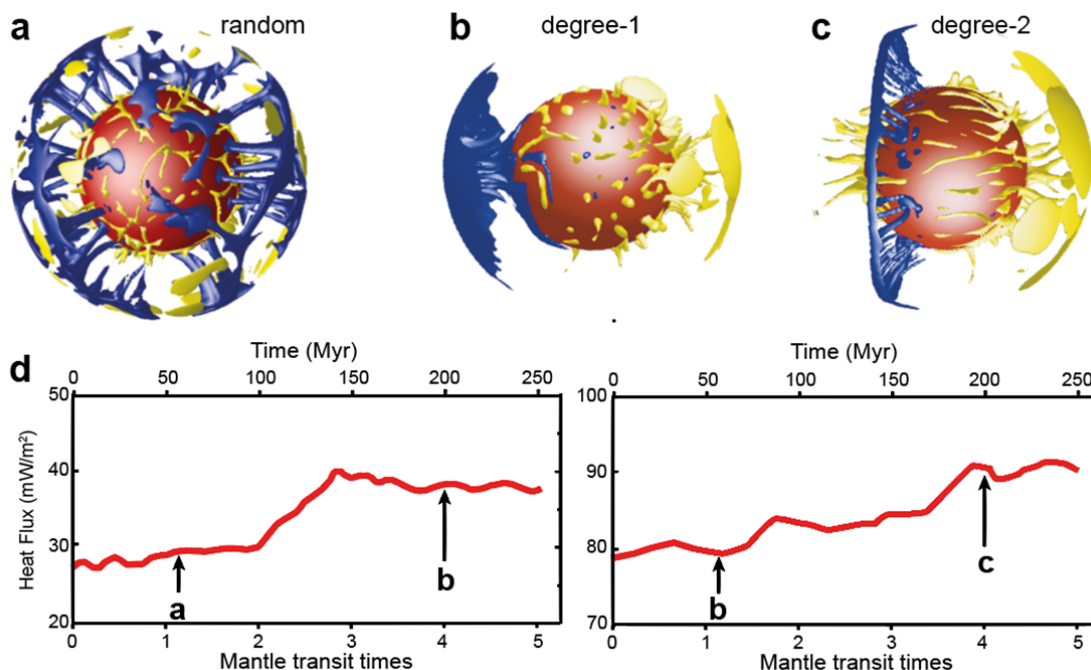 a random
b degree-1
c degree-2
d
Time (Myr)
0 50 100 150 200 250
Heat Flux (mW/m²)
50
40
30
20
a
b
0 1 2 3 4 5
Mantle transit times
Time (Myr)
0 50 100 150 200 250
100
90
80
70
b
c
0 1 2 3 4 5
Mantle transit times